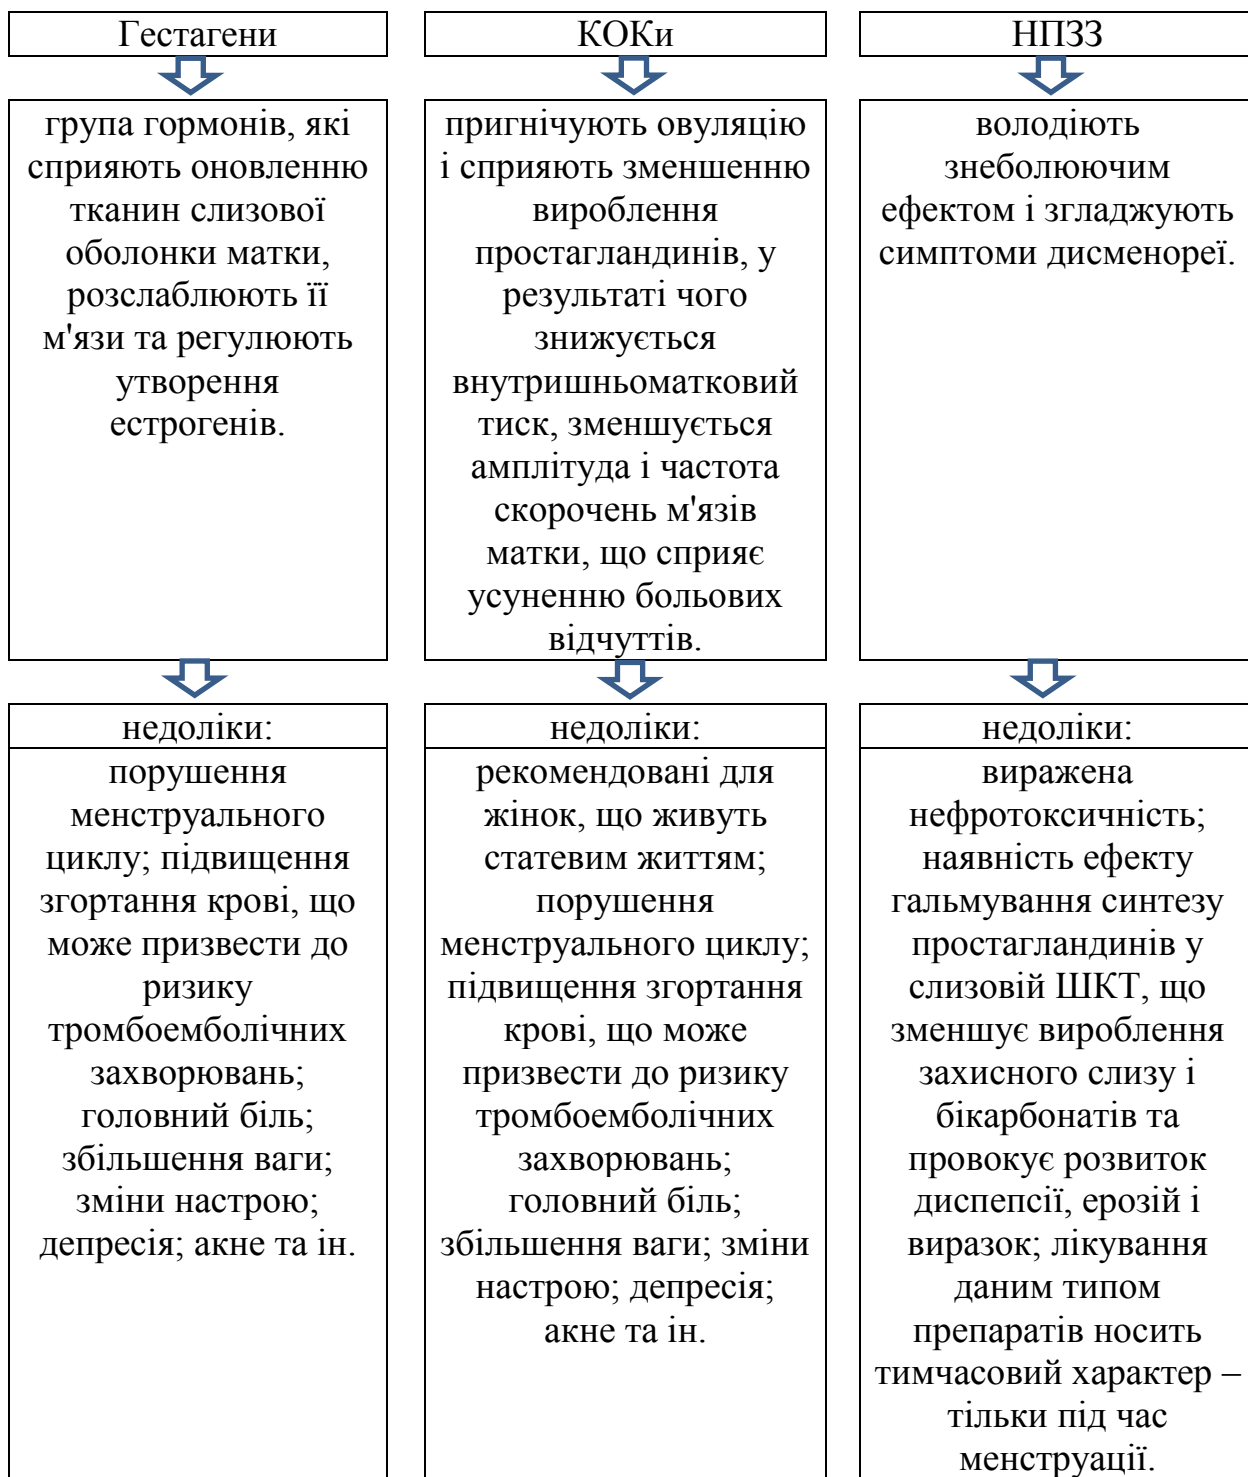 Гестагени
група гормонів, які
сприяють оновленню
тканин слизової
оболонки матки,
розслаблюють її
м'язи та регулюють
утворення
естрогенів.
недоліки:
порушення
менструального
циклу; підвищення
згортання крові, що
може призвести до
ризику
тромбоемболічних
захворювань;
головний біль;
збільшення ваги;
зміни настрою;
депресія; акне та ін.
КОКи
пригнічують овуляцію
і сприяють зменшенню
вироблення
простагландинів, у
результаті чого
знижується
внутришньоматковий
тиск, зменшується
амплітуда і частота
скорочень м'язів
матки, що сприяє
усуненню больових
відчуттів.
недоліки:
рекомендовані для
жінок, що живуть
статевим життям;
порушення
менструального циклу;
підвищення згортання
крові, що може
призвести до ризику
тромбоемболічних
захворювань;
головний біль;
збільшення ваги; зміни
настрою; депресія;
акне та ін.
НПЗЗ
володіють
знеболюючим
ефектом і згладжують
симптоми дисменореї.
недоліки:
виражена
нефротоксичність;
наявність ефекту
гальмування синтезу
простагландинів у
слизовій ШКТ, що
зменшує вироблення
захисного слизу і
бікарбонатів та
провокує розвиток
диспепсії, ерозій і
виразок; лікування
даним типом
препаратів носить
тимчасовий характер –
тільки під час
менструації.